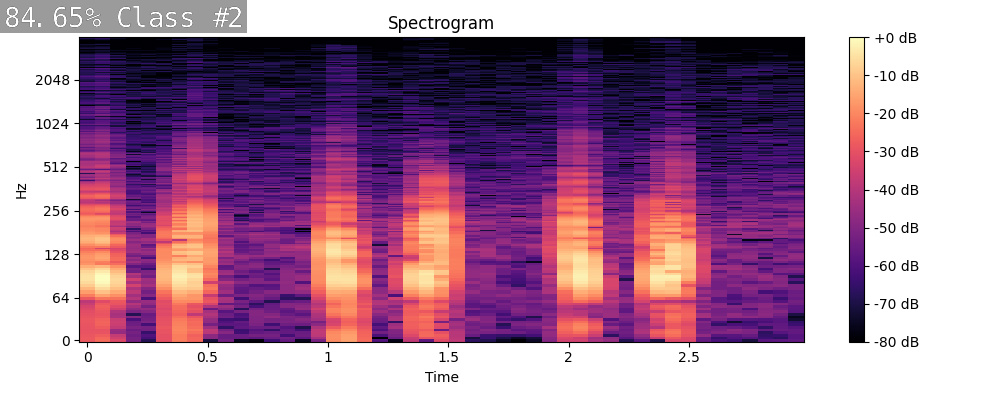 84.65% Class #2
Spectrogram
Hz
2048
1024
512
256
128
64
0
0 0.5 1 1.5 2 2.5
Time
+0 dB
-10 dB
-20 dB
-30 dB
-40 dB
-50 dB
-60 dB
-70 dB
-80 dB